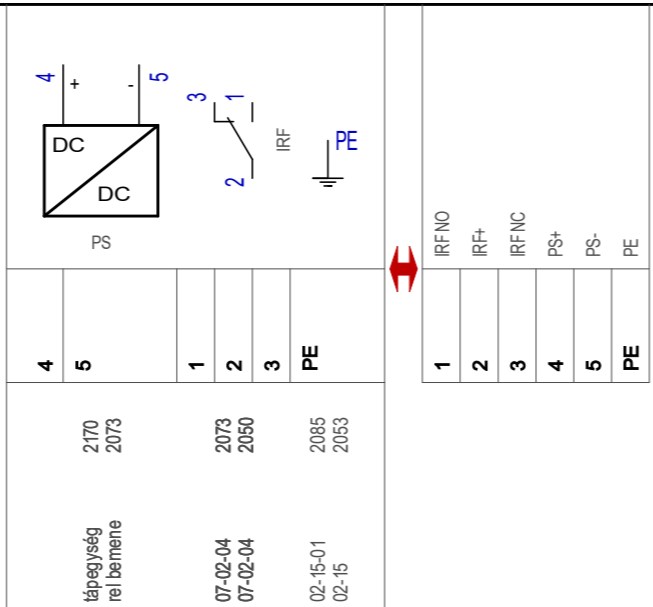 4
+
-
5
DC
DC
PS
3
1
2
IRF
PE
4
5
1
2
3
PE
2170
2073
2073
2050
2085
2053
tápegység
rel bemene
07-02-04
07-02-04
02-15-01
02-15
IRF NO
IRF+
IRF NC
PS+
PS-
PE
1
2
3
4
5
PE